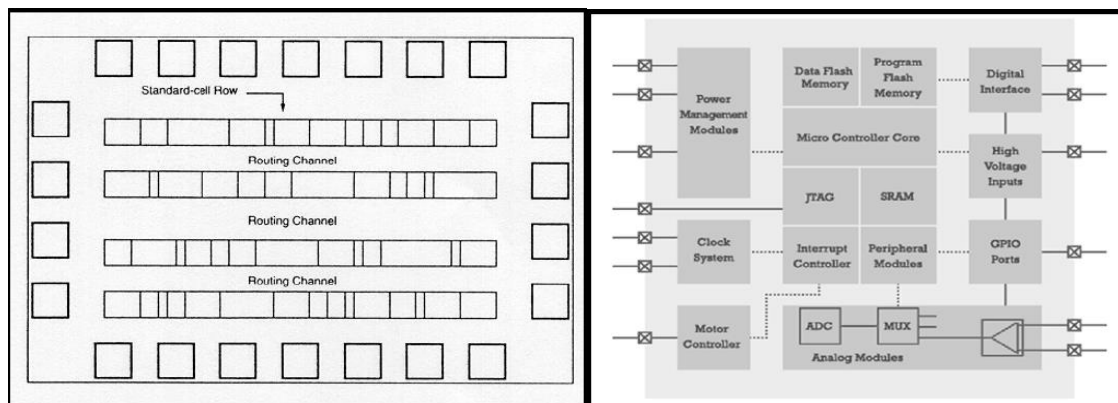 Standard-cell Row
Routing Channel
Routing Channel
Routing Channel
Power
Management
Modules
Data Flash
Memory
Program
Flash
Memory
Digital
Interface
Micro Controller Core
High
Voltage
Inputs
JTAG
SRAM
Clock
System
Interrupt
Controller
Peripheral
Modules
GPIO
Ports
Motor
Controller
ADC
MUX
Analog Modules